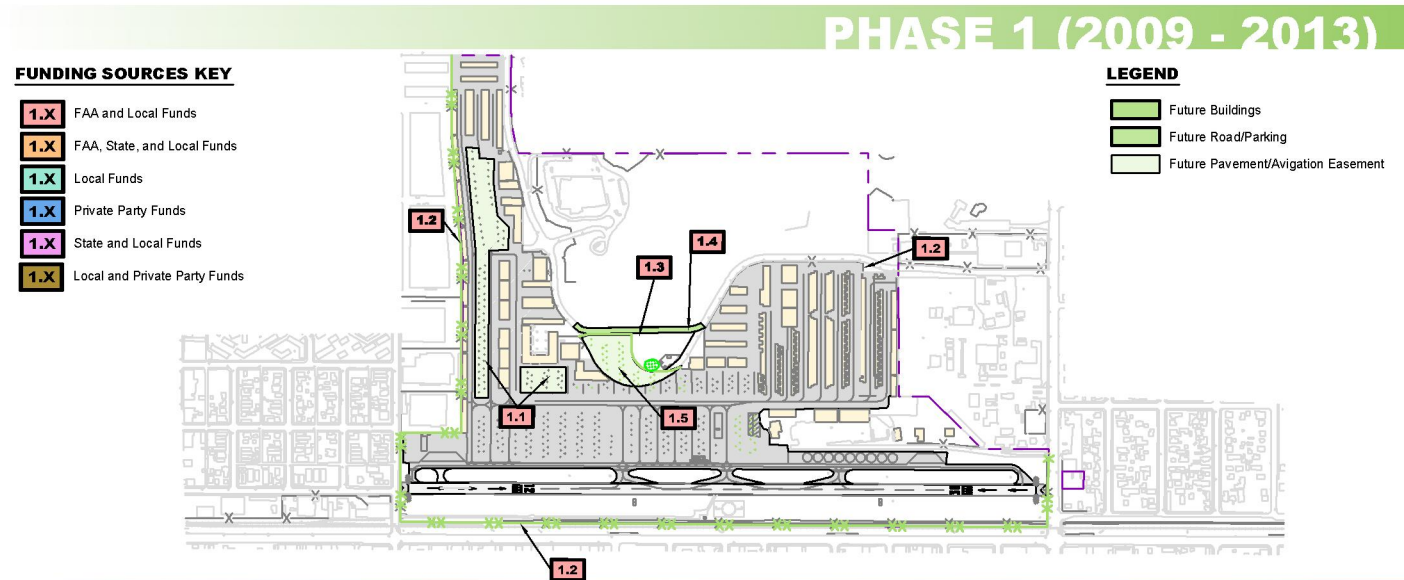 PHASE 1 (2009 - 2013)
FUNDING SOURCES KEY
1.X FAA and Local Funds
1.X FAA, State, and Local Funds
1.X Local Funds
1.X Private Party Funds
1.X State and Local Funds
1.X Local and Private Party Funds
LEGEND
Future Buildings
Future Road/Parking
Future Pavement/Avigation Easement
1.2
1.4
1.3
1.2
1.1
1.5
1.2